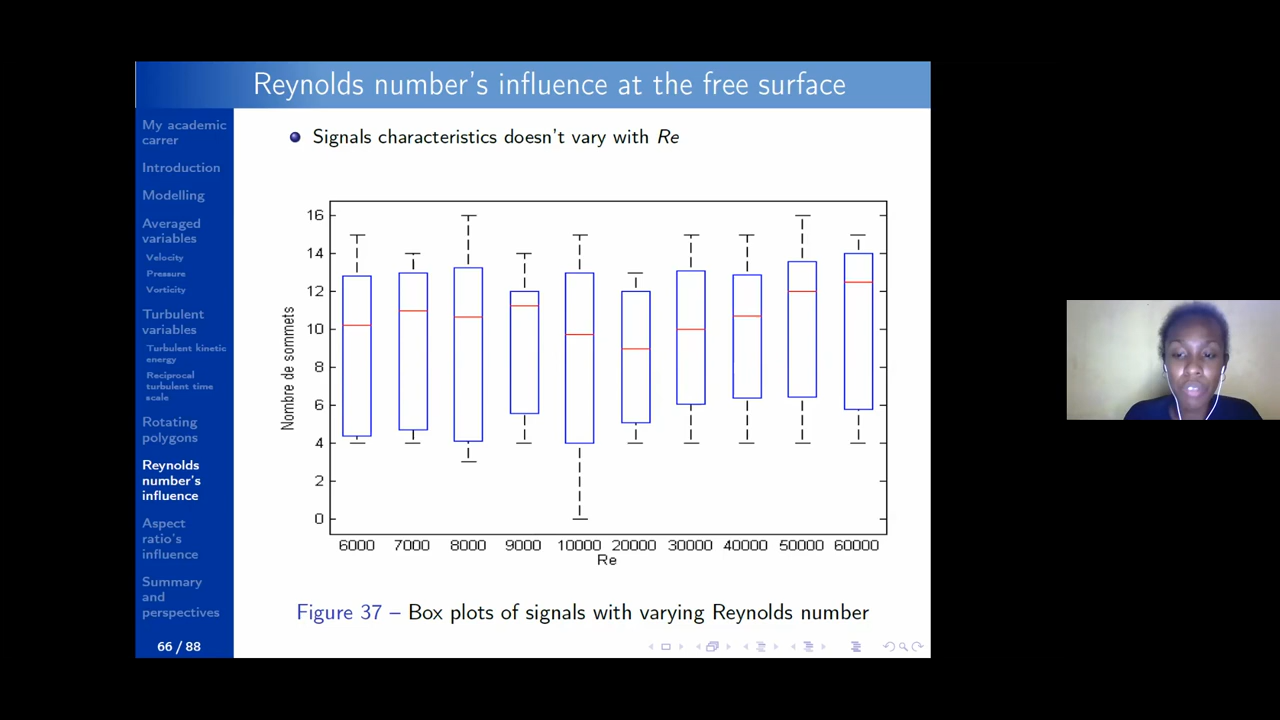 Reynolds number's influence at the free surface
My academic
carrer
Introduction
Modelling
Averaged
variables
Velocity
Pressure
Vorticity
Turbulent
variables
Turbulent kinetic
energy
Reciprocal
turbulent time
scale
Rotating
polygons
Reynolds
number's
influence
Aspect
ratio's
influence
Summary
and
perspectives
66 / 88
Signals characteristics doesn't vary with Re
Nombre de sommets
16
14
12
10
8
6
4
2
0
6000 7000 8000 9000 10000 20000 30000 40000 50000 60000
Re
Figure 37 – Box plots of signals with varying Reynolds number